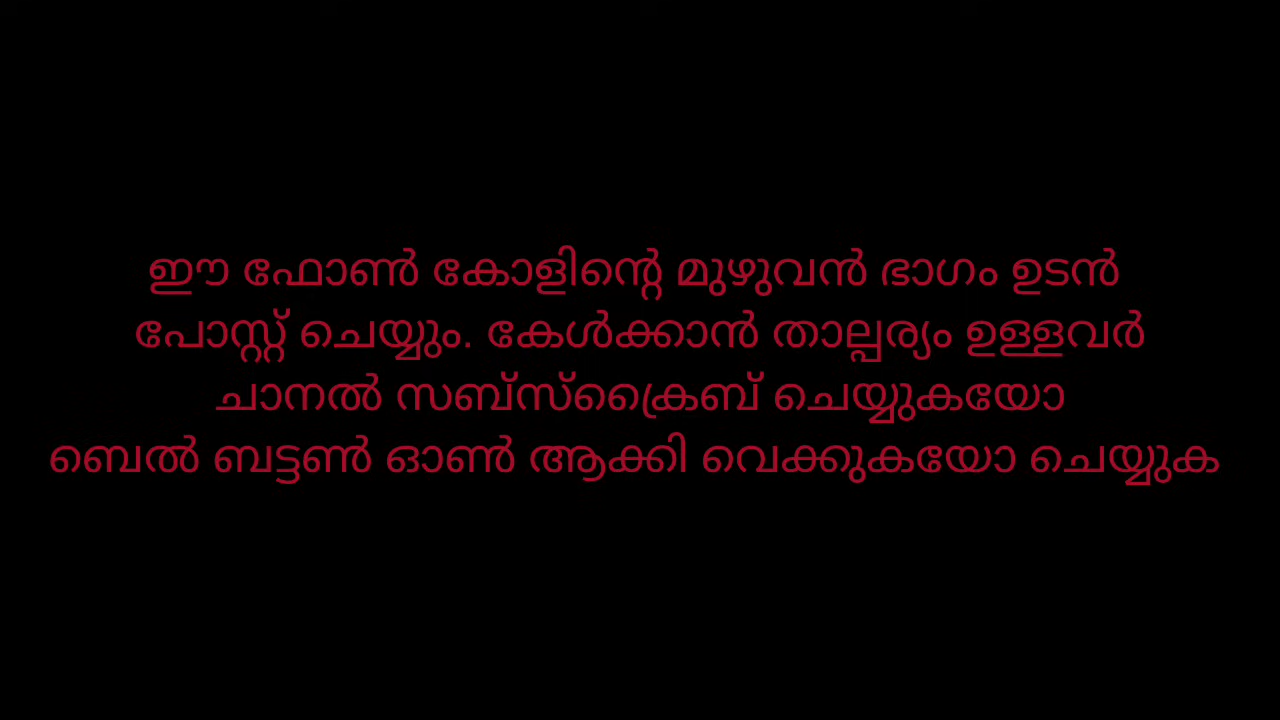 ഈ ഫോൺ കോളിന്റെ മുഴുവൻ ഭാഗം ഉടൻ
പോസ്റ്റ് ചെയ്യും. കേൾക്കാൻ താല്പര്യം ഉള്ളവർ
ചാനൽ സബ്സ്ക്രൈബ് ചെയ്യുകയോ
ബെൽ ബട്ടൺ ഓൺ ആക്കി വെക്കുകയോ ചെയ്യുക